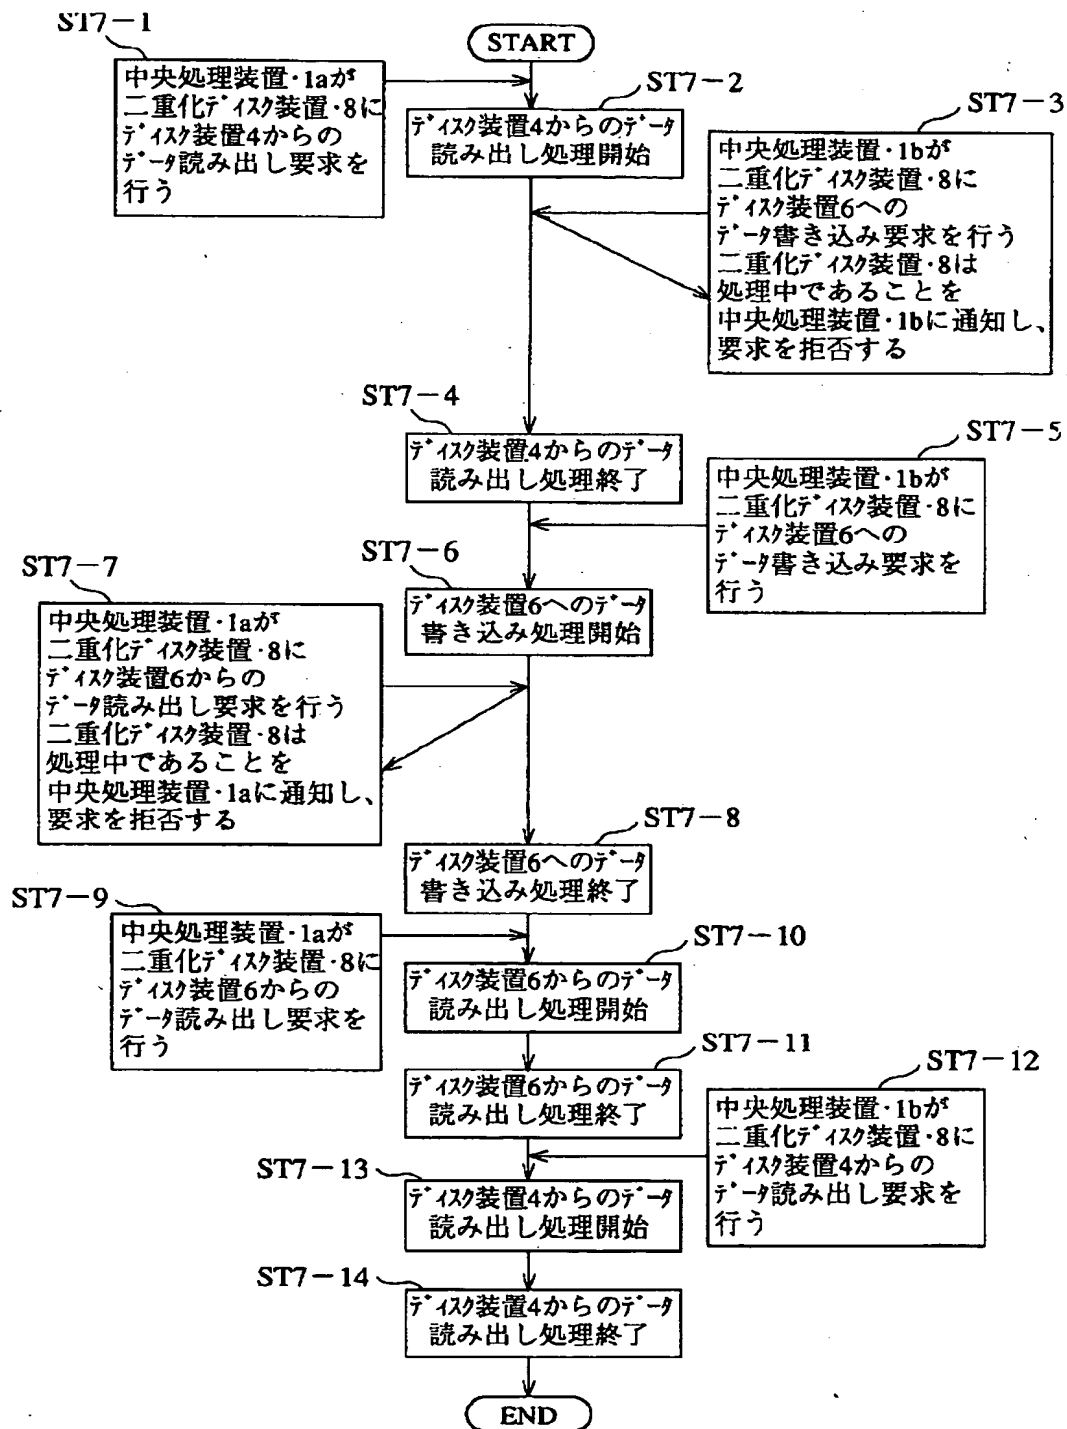 ST7-1
START
中央処理装置・1aが
二重化ディスク装置・8に
ディスク装置4からの
データ読み出し要求を
行う
ST7-2
ディスク装置4からのデータ
読み出し処理開始
ST7-3
中央処理装置・1bが
二重化ディスク装置・8に
ディスク装置6への
データ書き込み要求を行う
二重化ディスク装置・8は
処理中であることを
中央処理装置・1bに通知し、
要求を拒否する
ST7-4
ディスク装置4からのデータ
読み出し処理終了
ST7-5
中央処理装置・1bが
二重化ディスク装置・8に
ディスク装置6への
データ書き込み要求を
行う
ST7-6
ディスク装置6へのデータ
書き込み処理開始
ST7-7
中央処理装置・1aが
二重化ディスク装置・8に
ディスク装置6からの
データ読み出し要求を行う
二重化ディスク装置・8は
処理中であることを
中央処理装置・1aに通知し、
要求を拒否する
ST7-8
ディスク装置6へのデータ
書き込み処理終了
ST7-9
中央処理装置・1aが
二重化ディスク装置・8に
ディスク装置6からの
データ読み出し要求を
行う
ST7-10
ディスク装置6からのデータ
読み出し処理開始
ST7-11
ディスク装置6からのデータ
読み出し処理終了
ST7-12
中央処理装置・1bが
二重化ディスク装置・8に
ディスク装置4からの
データ読み出し要求を
行う
ST7-13
ディスク装置4からのデータ
読み出し処理開始
ST7-14
ディスク装置4からのデータ
読み出し処理終了
END